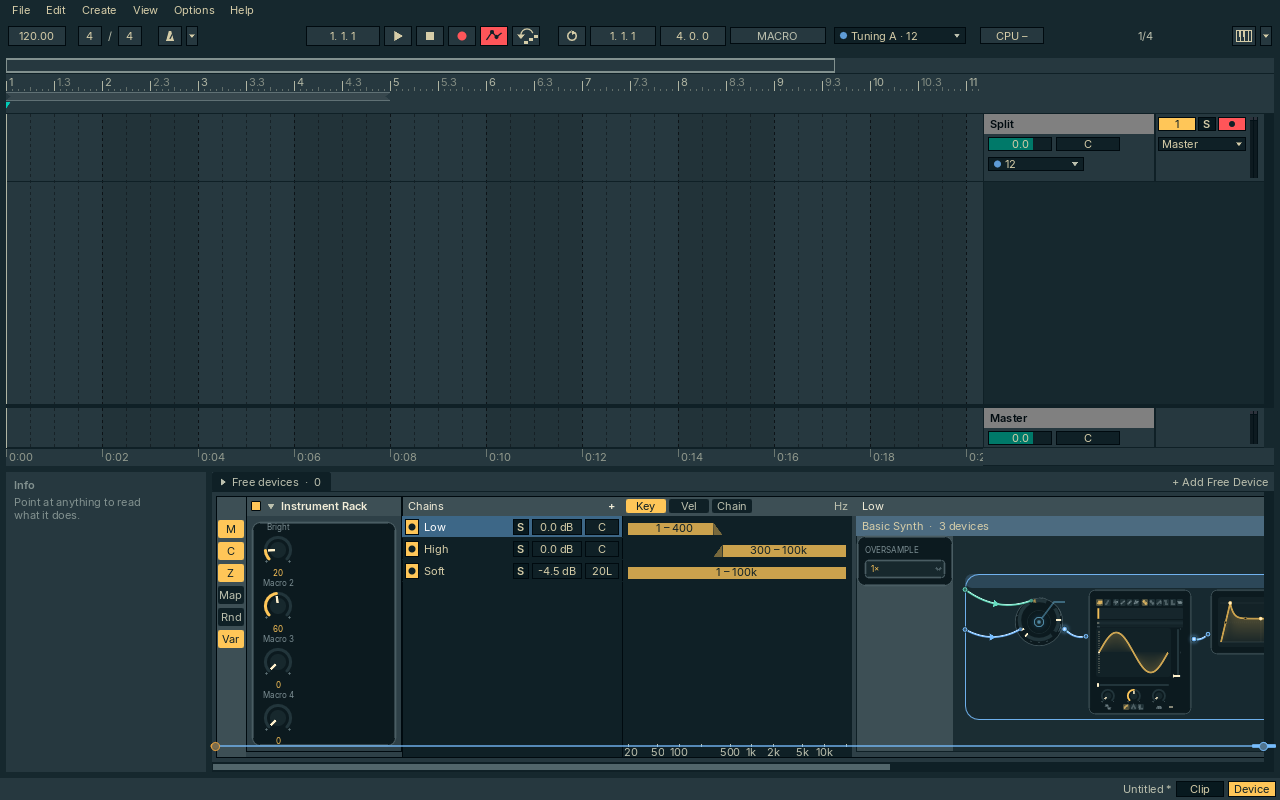 File Edit Create View Options Help
120.00 4 / 4 1. 1. 1 1. 1. 1 4. 0. 0 MACRO Tuning A · 12 CPU – 1/4
1 1.3 2 2.3 3 3.3 4 4.3 5 5.3 6 6.3 7 7.3 8 8.3 9 9.3 10 10.3 11
Split 1 S
0.0 C Master
12
Master
0.0 C
0:00 0:02 0:04 0:06 0:08 0:10 0:12 0:14 0:16 0:18 0:2
Info
Point at anything to read
what it does.
Free devices · 0 + Add Free Device
Instrument Rack Chains + Key Vel Chain Hz Low
M C Z Map Rnd Var
Bright
20
Macro 2
60
Macro 3
0
Macro 4
0
Low S 0.0 dB C 1 – 400
High S 0.0 dB C 300 – 100k
Soft S -4.5 dB 20L 1 – 100k
20 50 100 500 1k 2k 5k 10k
Basic Synth · 3 devices
OVERSAMPLE
1×
Untitled * Clip Device